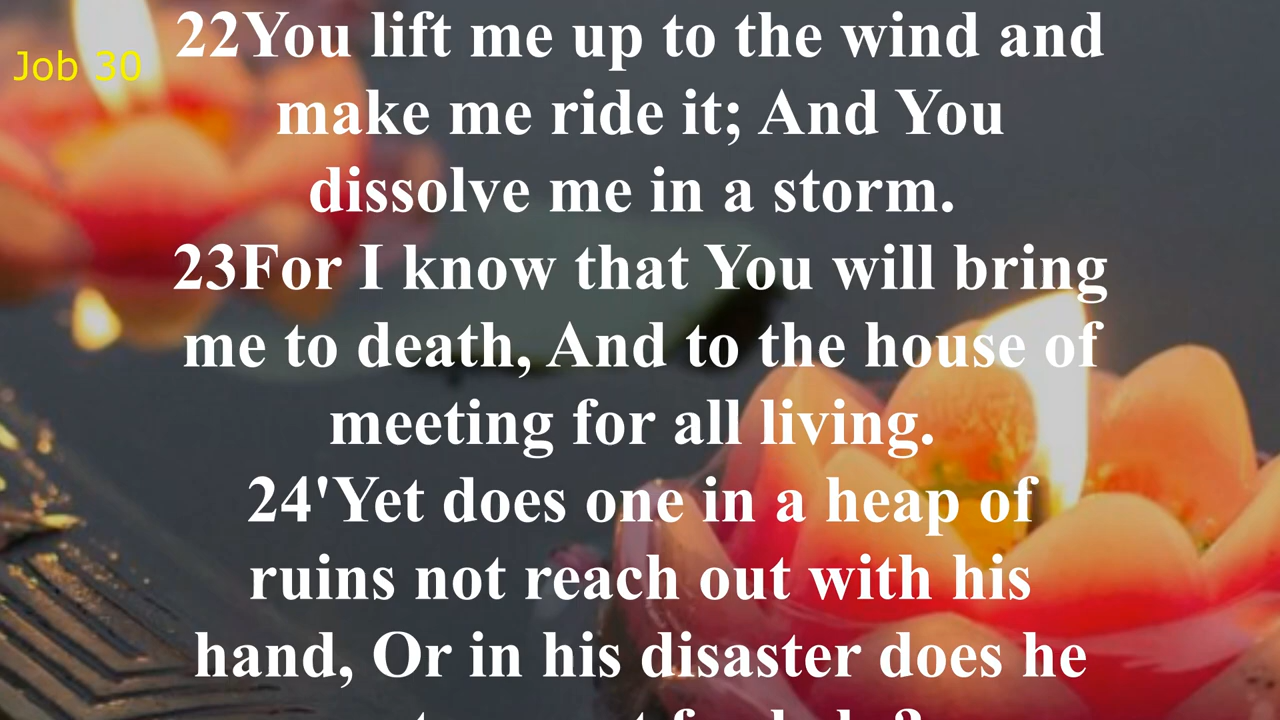 Job 30
22You lift me up to the wind and
make me ride it; And You
dissolve me in a storm.
23For I know that You will bring
me to death, And to the house of
meeting for all living.
24'Yet does one in a heap of
ruins not reach out with his
hand, Or in his disaster does he